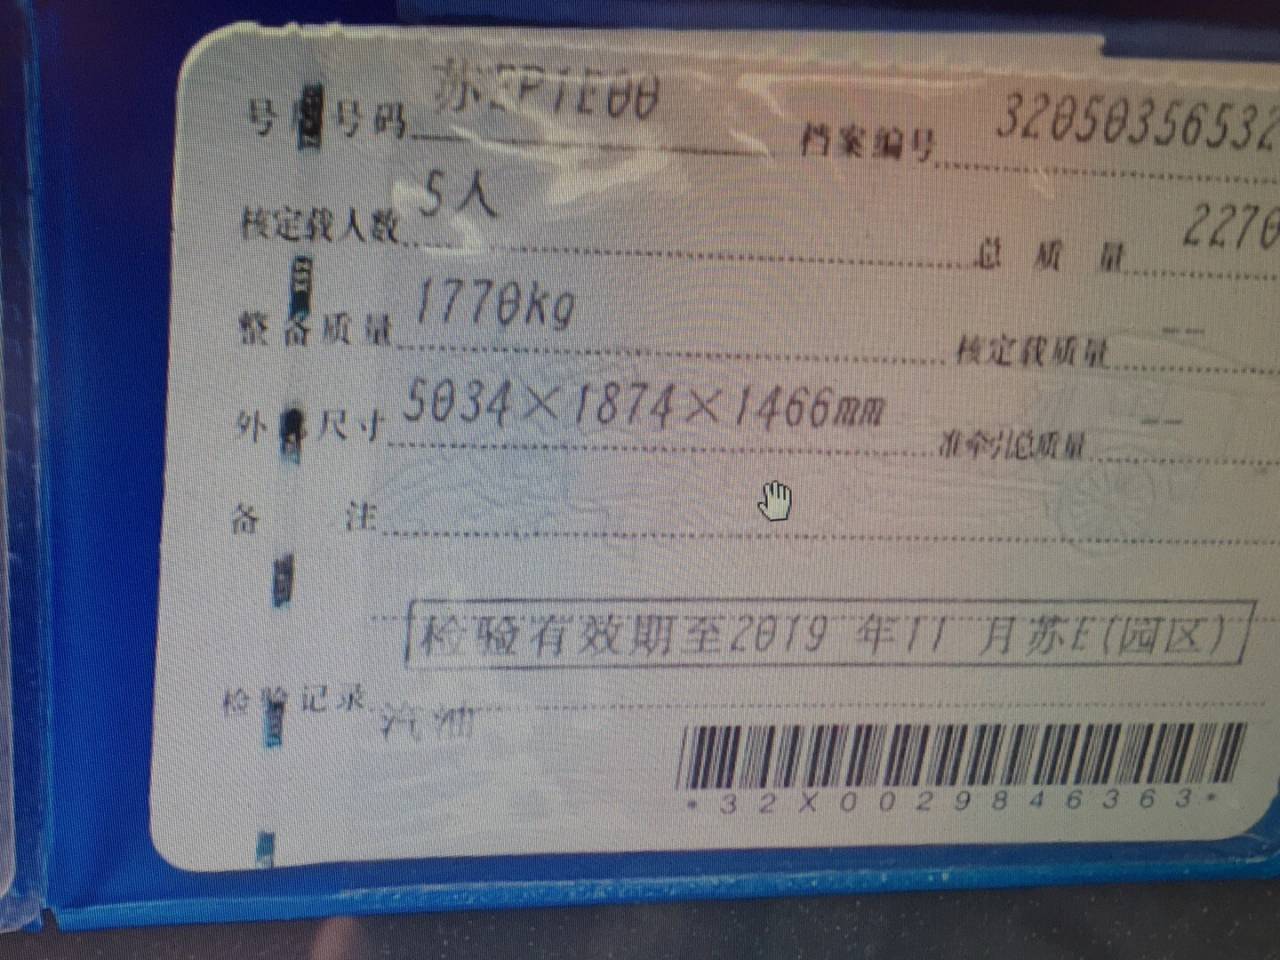 号牌号码 苏EP1E00 档案编号 32050356532
核定载人数 5人 总质量 2270
整备质量 1770kg 核定载质量 --
外廓尺寸 5034×1874×1466mm 准牵引总质量 --
备注
检验有效期至2019年11月苏E(园区)
检验记录 汽油
*32X0029846363*